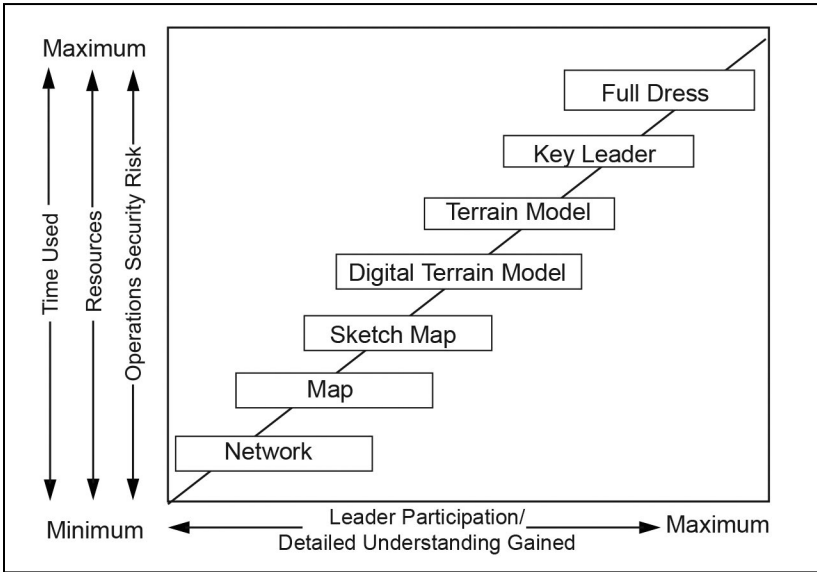 Maximum
Full Dress
Key Leader
Terrain Model
Digital Terrain Model
Sketch Map
Map
Network
Time Used
Resources
Operations Security Risk
Minimum
Leader Participation/
Detailed Understanding Gained
Maximum